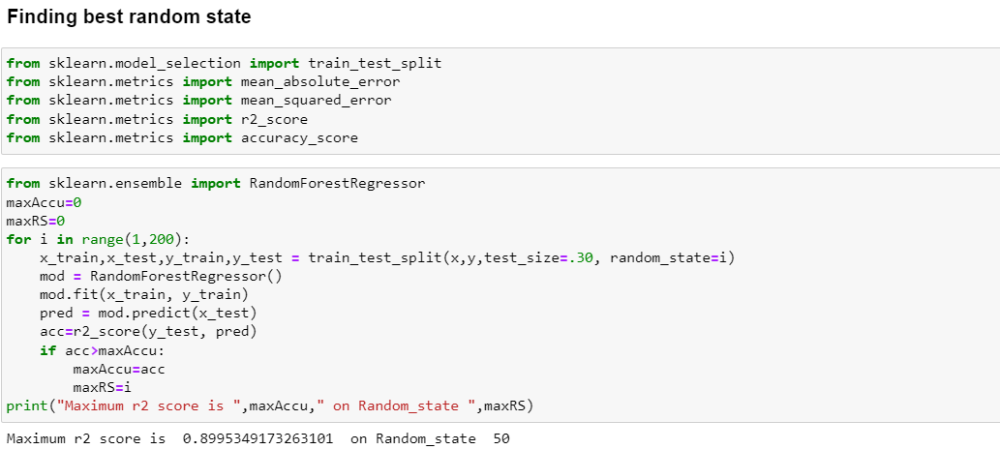 Finding best random state
from sklearn.model_selection import train_test_split
from sklearn.metrics import mean_absolute_error
from sklearn.metrics import mean_squared_error
from sklearn.metrics import r2_score
from sklearn.metrics import accuracy_score
from sklearn.ensemble import RandomForestRegressor
maxAccu=0
maxRS=0
for i in range(1,200):
    x_train,x_test,y_train,y_test = train_test_split(x,y,test_size=.30, random_state=i)
    mod = RandomForestRegressor()
    mod.fit(x_train, y_train)
    pred = mod.predict(x_test)
    acc=r2_score(y_test, pred)
    if acc>maxAccu:
        maxAccu=acc
        maxRS=i
print("Maximum r2 score is ",maxAccu," on Random_state ",maxRS)
Maximum r2 score is  0.8995349173263101  on Random_state  50